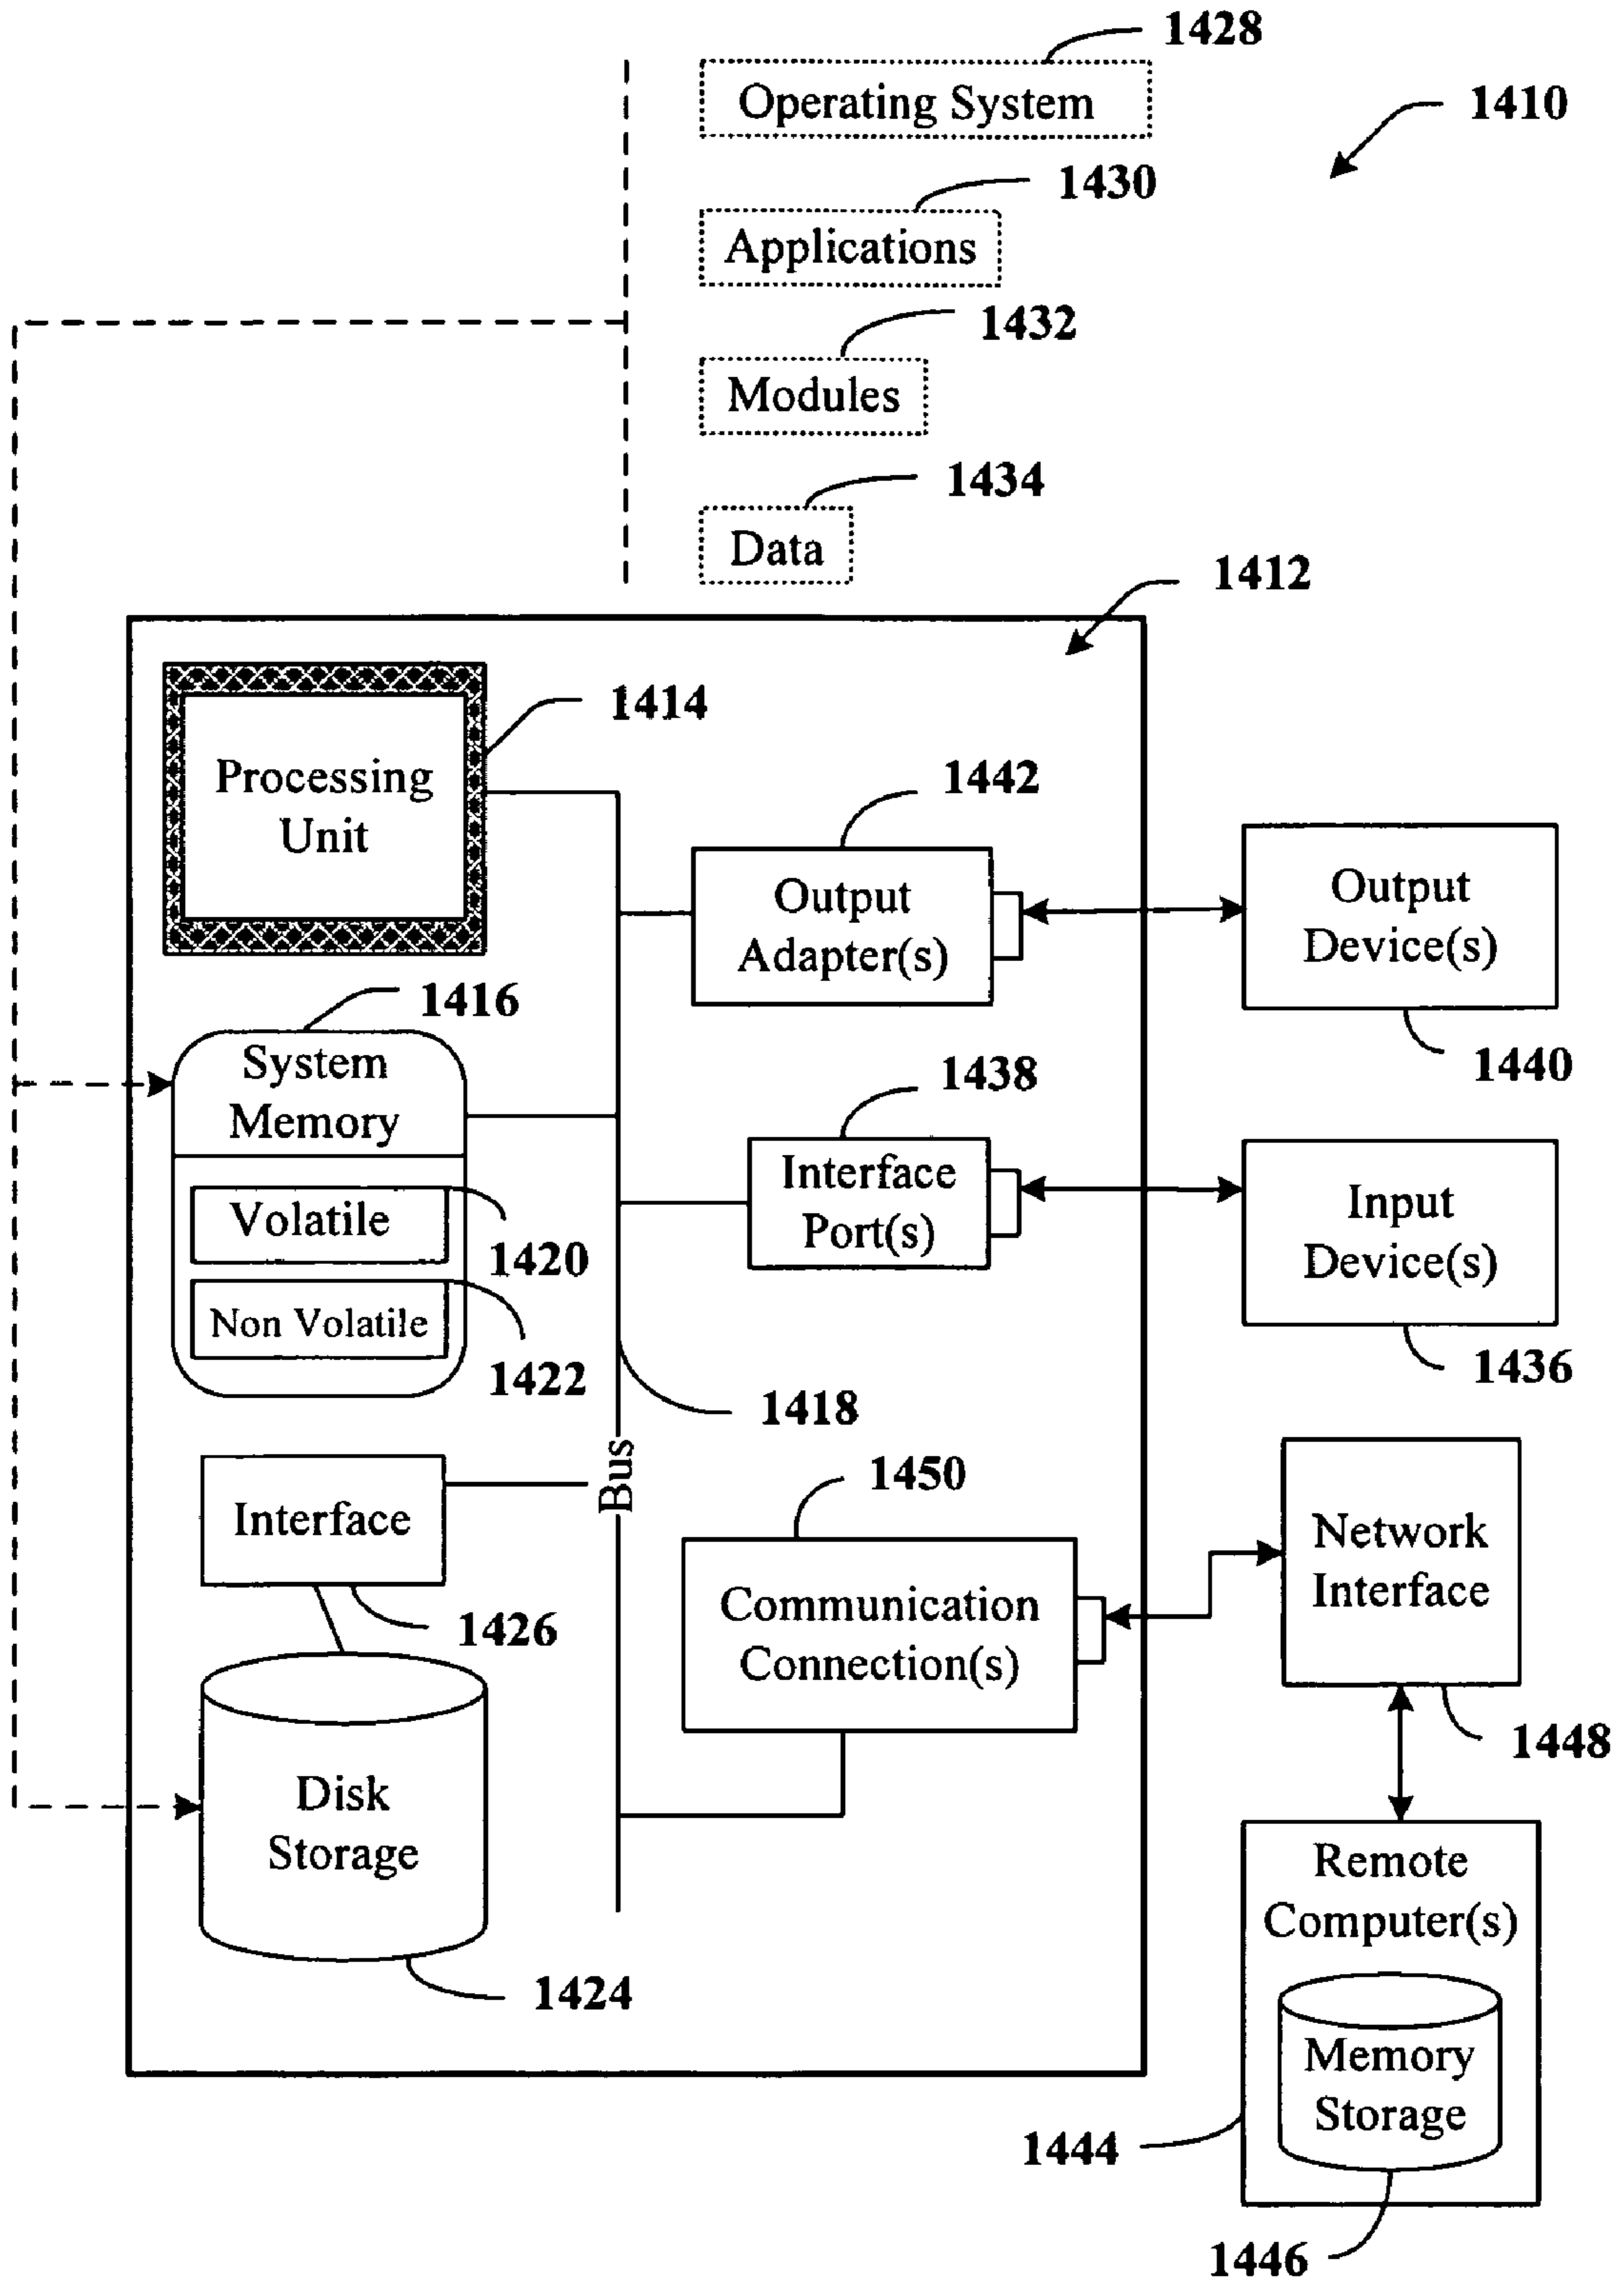 1428
Operating System
1410
1430
Applications
1432
Modules
1434
Data
1412
1414
Processing
Unit
1442
Output
Adapter(s)
Output
Device(s)
1440
1416
System
Memory
1438
Interface
Port(s)
Input
Device(s)
1436
Volatile
1420
Non Volatile
1422
1418
Bus
Interface
1426
1450
Communication
Connection(s)
Network
Interface
1448
Disk
Storage
1424
Remote
Computer(s)
Memory
Storage
1444
1446